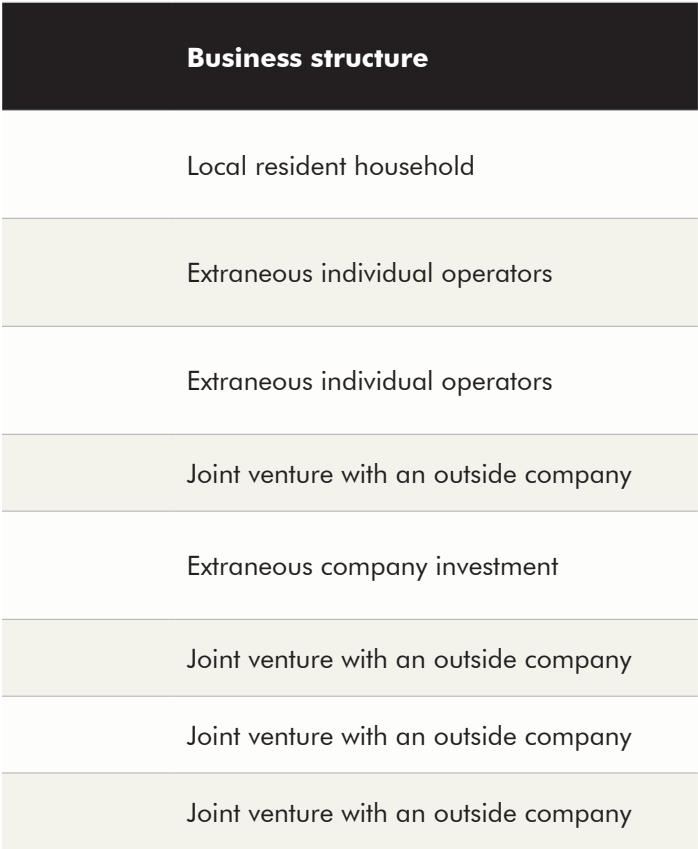 Business structure
Local resident household
Extraneous individual operators
Extraneous individual operators
Joint venture with an outside company
Extraneous company investment
Joint venture with an outside company
Joint venture with an outside company
Joint venture with an outside company